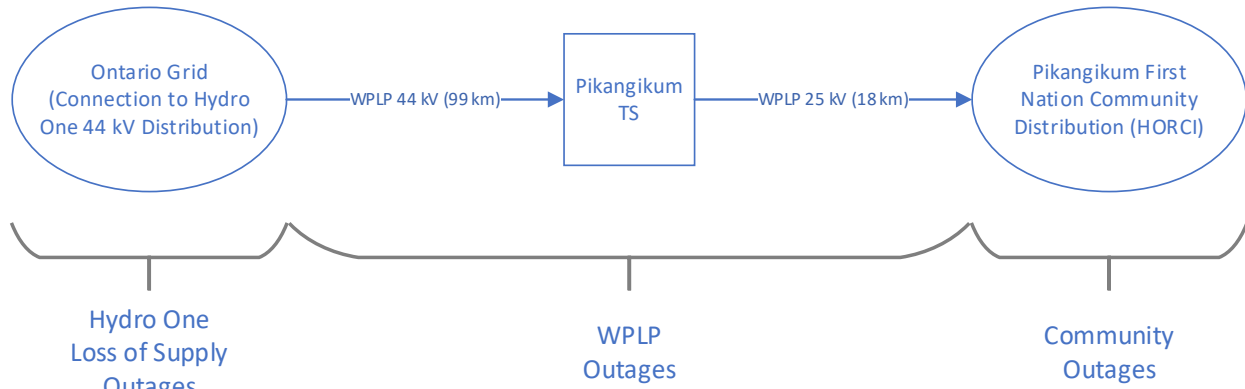 Ontario Grid
(Connection to Hydro
One 44 kV Distribution)
WPLP 44 kV (99 km)
Pikangikum
TS
WPLP 25 kV (18 km)
Pikangikum First
Nation Community
Distribution (HORCI)
Hydro One
Loss of Supply
Outages
WPLP
Outages
Community
Outages